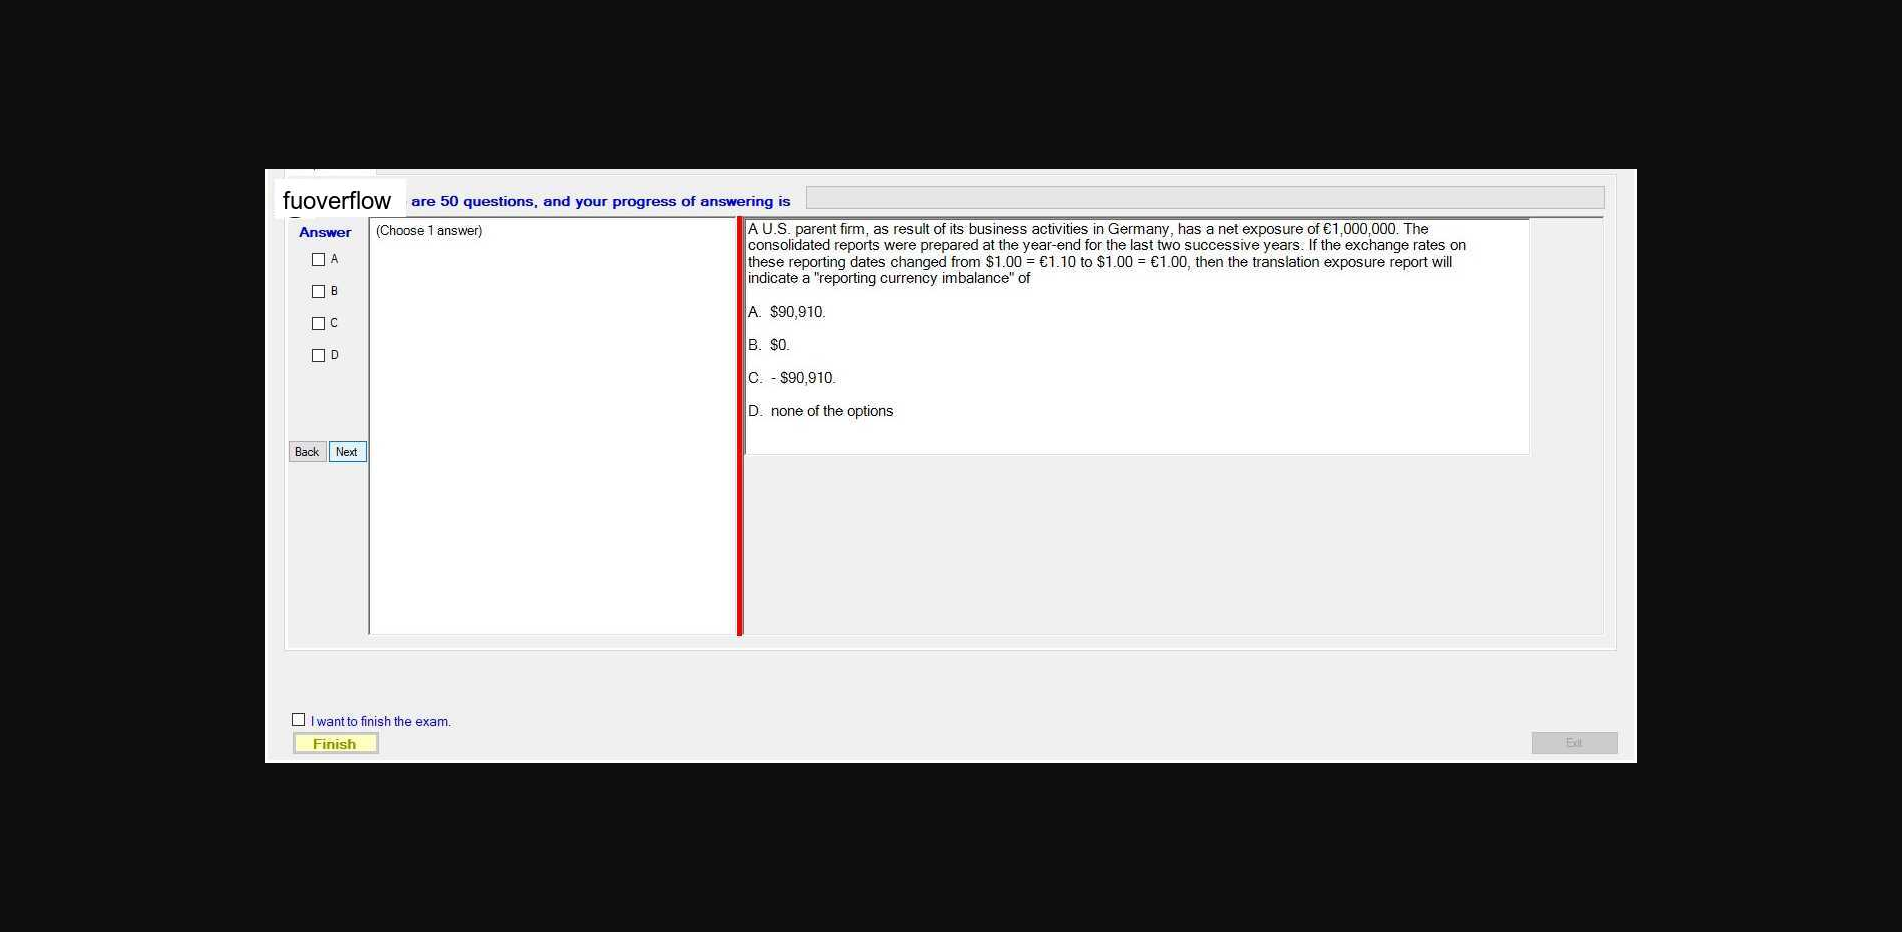 fuoverflow are 50 questions, and your progress of answering is
Answer
A
B
C
D
Back Next
(Choose 1 answer)
A U.S. parent firm, as result of its business activities in Germany, has a net exposure of €1,000,000. The
consolidated reports were prepared at the year-end for the last two successive years. If the exchange rates on
these reporting dates changed from $1.00 = €1.10 to $1.00 = €1.00, then the translation exposure report will
indicate a "reporting currency imbalance" of
A. $90,910.
B. $0.
C. - $90,910.
D. none of the options
I want to finish the exam.
Finish
Exit